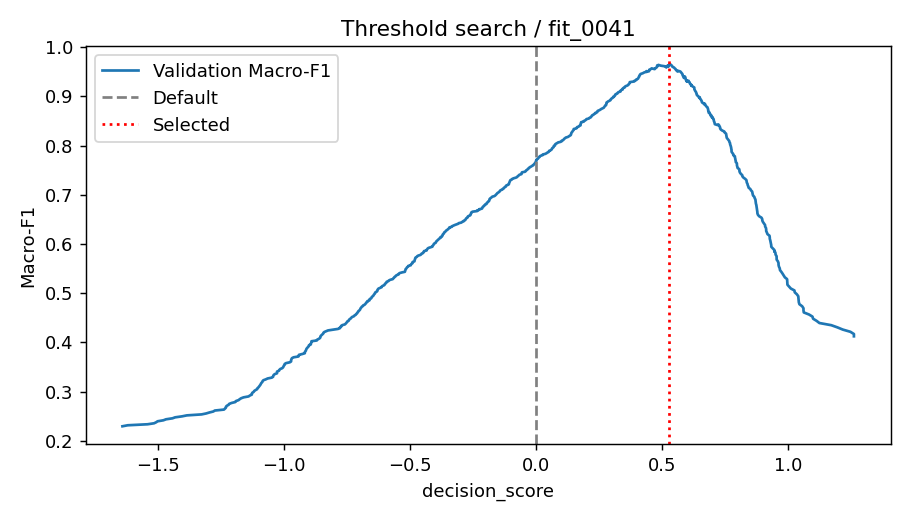 Threshold search / fit_0041
Validation Macro-F1
Default
Selected
Macro-F1
1.0
0.9
0.8
0.7
0.6
0.5
0.4
0.3
0.2
−1.5
−1.0
−0.5
0.0
0.5
1.0
decision_score